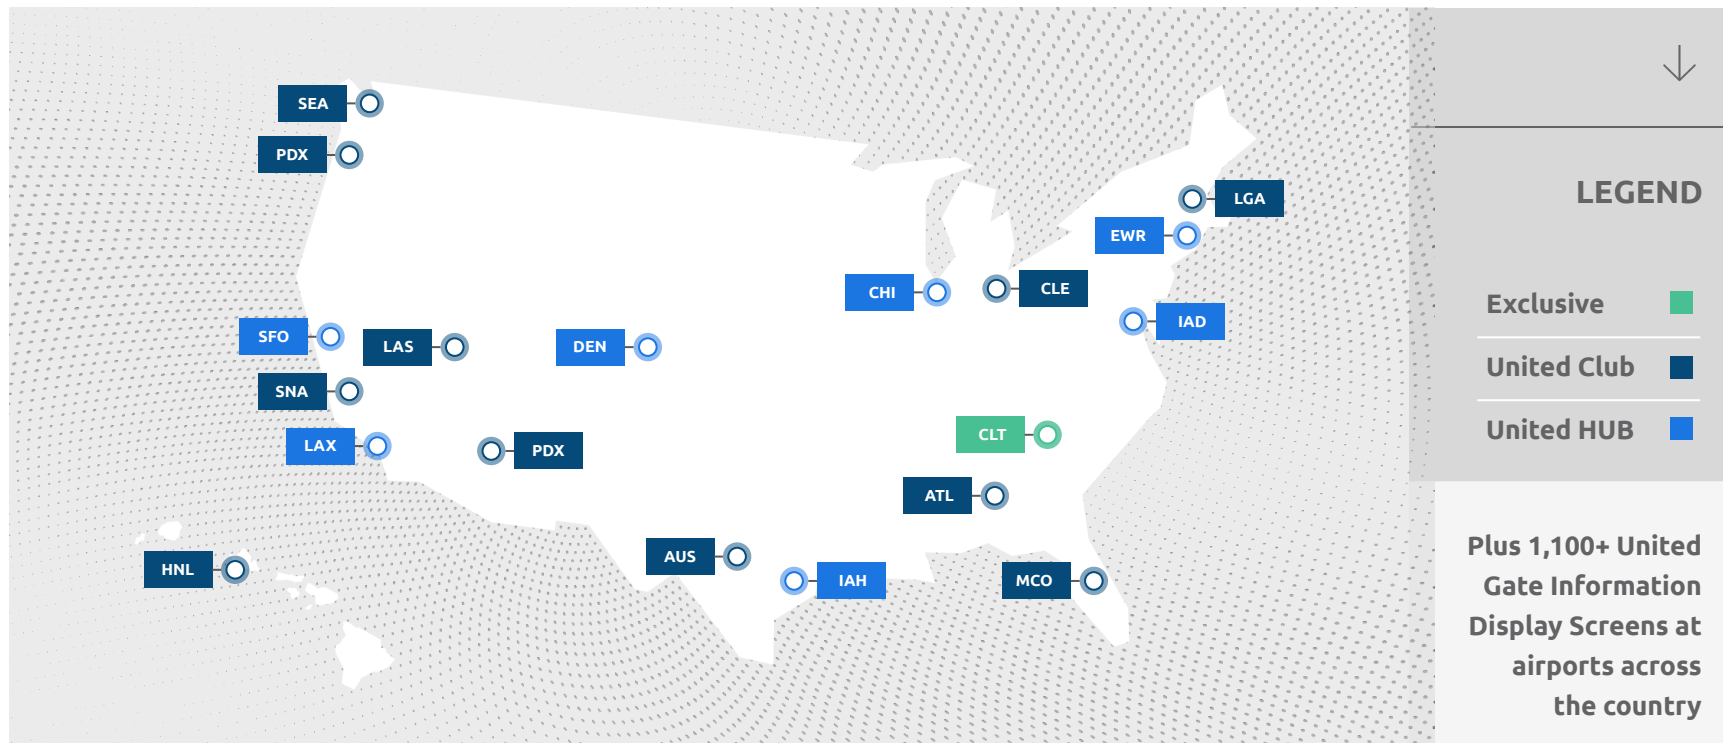 SEA
PDX
LGA
EWR
CHI
CLE
IAD
SFO
LAS
DEN
SNA
LAX
PDX
CLT
ATL
AUS
HNL
IAH
MCO
LEGEND
Exclusive
United Club
United HUB
Plus 1,100+ United
Gate Information
Display Screens at
airports across
the country